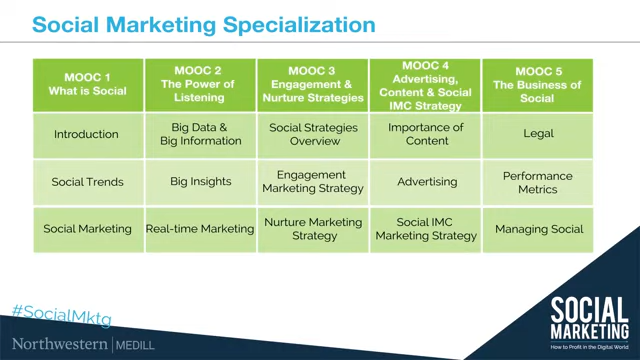 Social Marketing Specialization
MOOC 1
What is Social
MOOC 2
The Power of
Listening
MOOC 3
Engagement &
Nurture Strategies
MOOC 4
Advertising,
Content & Social
IMC Strategy
MOOC 5
The Business of
Social
Introduction
Big Data &
Big Information
Social Strategies
Overview
Importance of
Content
Legal
Social Trends
Big Insights
Engagement
Marketing Strategy
Advertising
Performance
Metrics
Social Marketing
Real-time Marketing
Nurture Marketing
Strategy
Social IMC
Marketing Strategy
Managing Social
#SocialMktg
Northwestern | MEDILL
SOCIAL
MARKETING
How to Profit in the Digital World